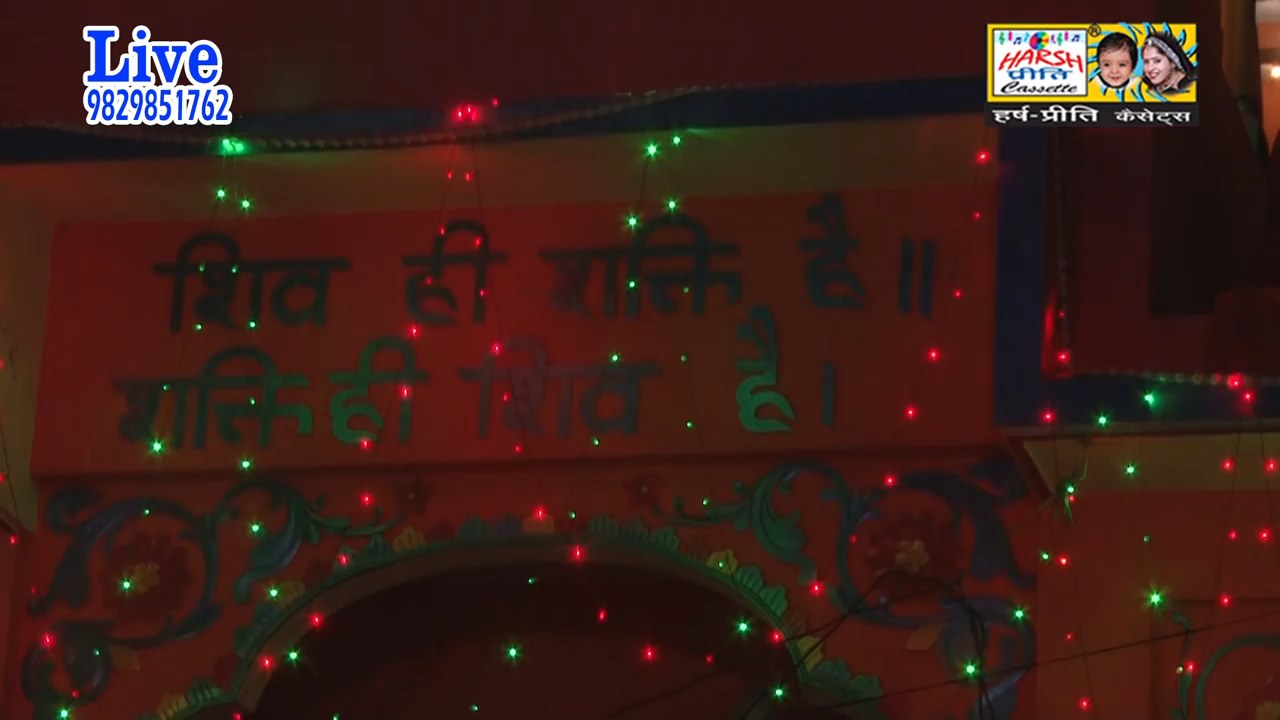 Live
9829851762
HARSH
प्रीति
Cassette
हर्ष-प्रीति कैसेट्स
शिव ही शक्ति है ॥
शक्ति ही शिव है ।